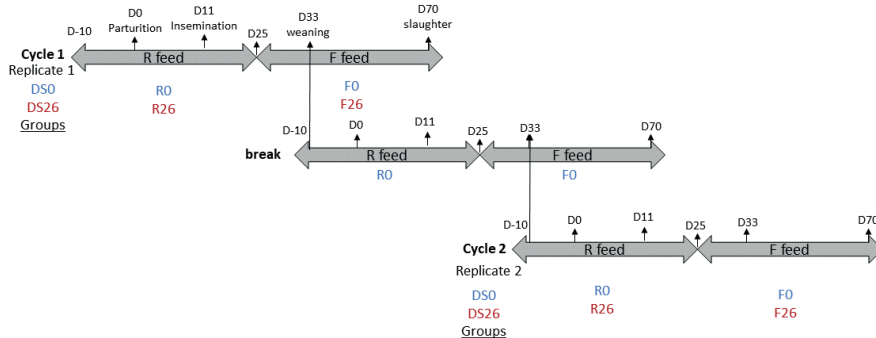 D-10
D0
Parturition
D11
Insemination
D25
D33
weaning
D70
slaughter
Cycle 1
R feed
F feed
Replicate 1
DS0
R0
F0
DS26
R26
F26
Groups
D-10
D0
D11
D25
D33
D70
break
R feed
F feed
R0
F0
D-10
D0
D11
D25
D33
D70
Cycle 2
R feed
F feed
Replicate 2
DS0
R0
F0
DS26
R26
F26
Groups